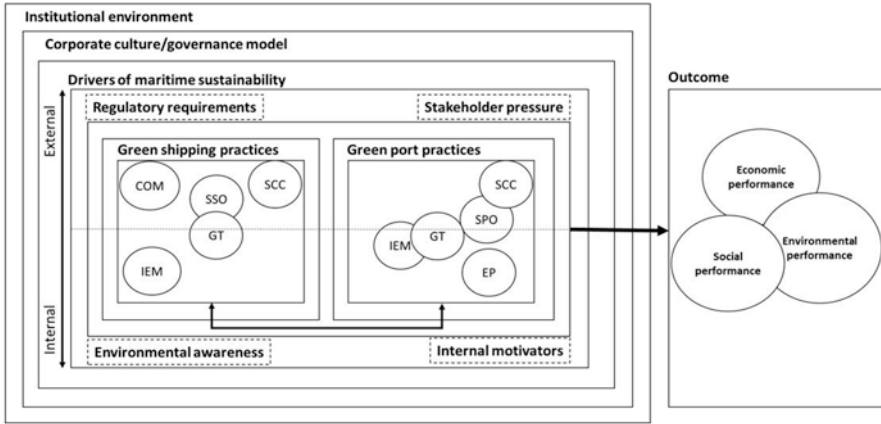 Institutional environment
Corporate culture/governance model
Drivers of maritime sustainability
Outcome
External
Internal
Regulatory requirements
Stakeholder pressure
Green shipping practices
COM
SSO
SCC
GT
IEM
Green port practices
SCC
SPO
IEM
GT
EP
Environmental awareness
Internal motivators
Economic
performance
Social
performance
Environmental
performance